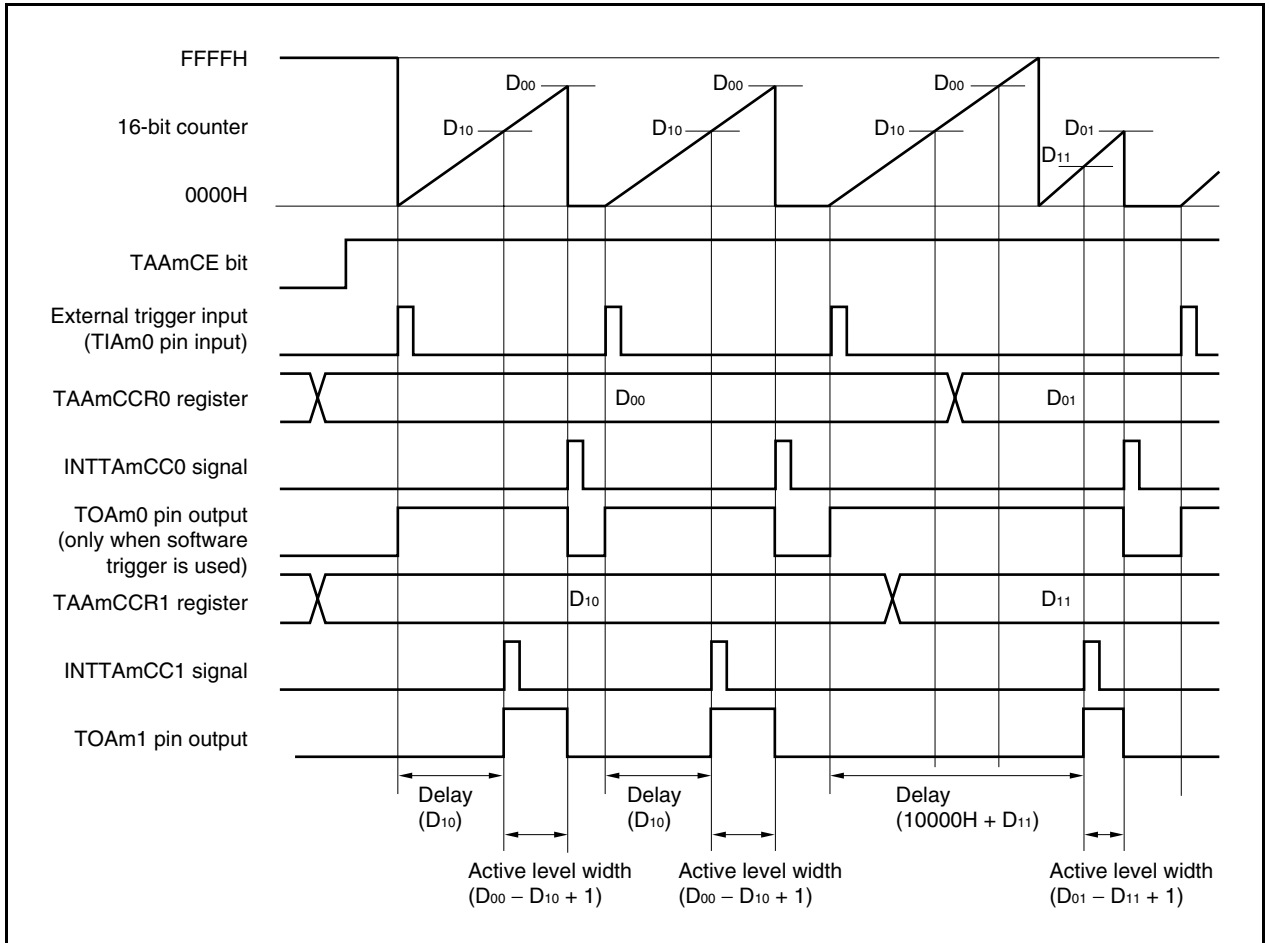 FFFFH
D00
D00
D00
16-bit counter
D10
D10
D10
D01
D11
0000H
TAAmCE bit
External trigger input
(TIAm0 pin input)
TAAmCCR0 register
D00
D01
INTTAmCC0 signal
TOAm0 pin output
(only when software
trigger is used)
TAAmCCR1 register
D10
D11
INTTAmCC1 signal
TOAm1 pin output
Delay
(D10)
Delay
(D10)
Delay
(10000H + D11)
Active level width
(D00 − D10 + 1)
Active level width
(D00 − D10 + 1)
Active level width
(D01 − D11 + 1)